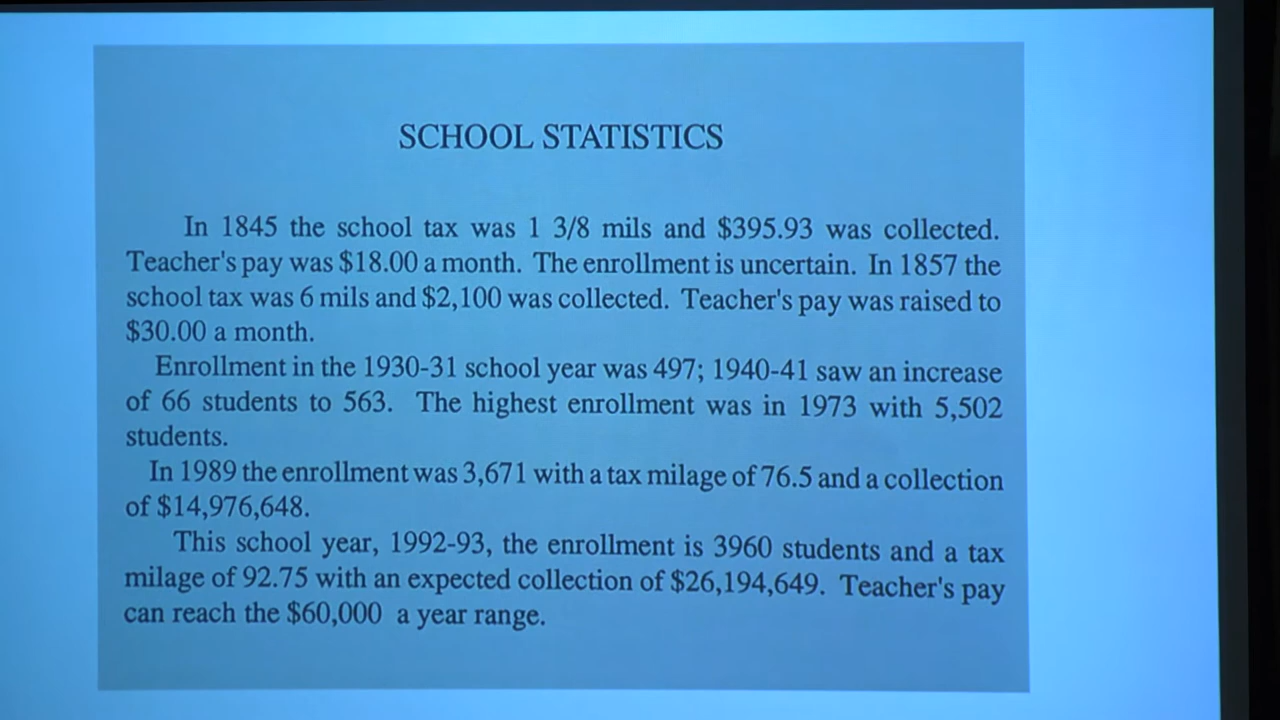 SCHOOL STATISTICS
In 1845 the school tax was 1 3/8 mils and $395.93 was collected.
Teacher's pay was $18.00 a month. The enrollment is uncertain. In 1857 the
school tax was 6 mils and $2,100 was collected. Teacher's pay was raised to
$30.00 a month.
Enrollment in the 1930-31 school year was 497; 1940-41 saw an increase
of 66 students to 563. The highest enrollment was in 1973 with 5,502
students.
In 1989 the enrollment was 3,671 with a tax milage of 76.5 and a collection
of $14,976,648.
This school year, 1992-93, the enrollment is 3960 students and a tax
milage of 92.75 with an expected collection of $26,194,649. Teacher's pay
can reach the $60,000 a year range.